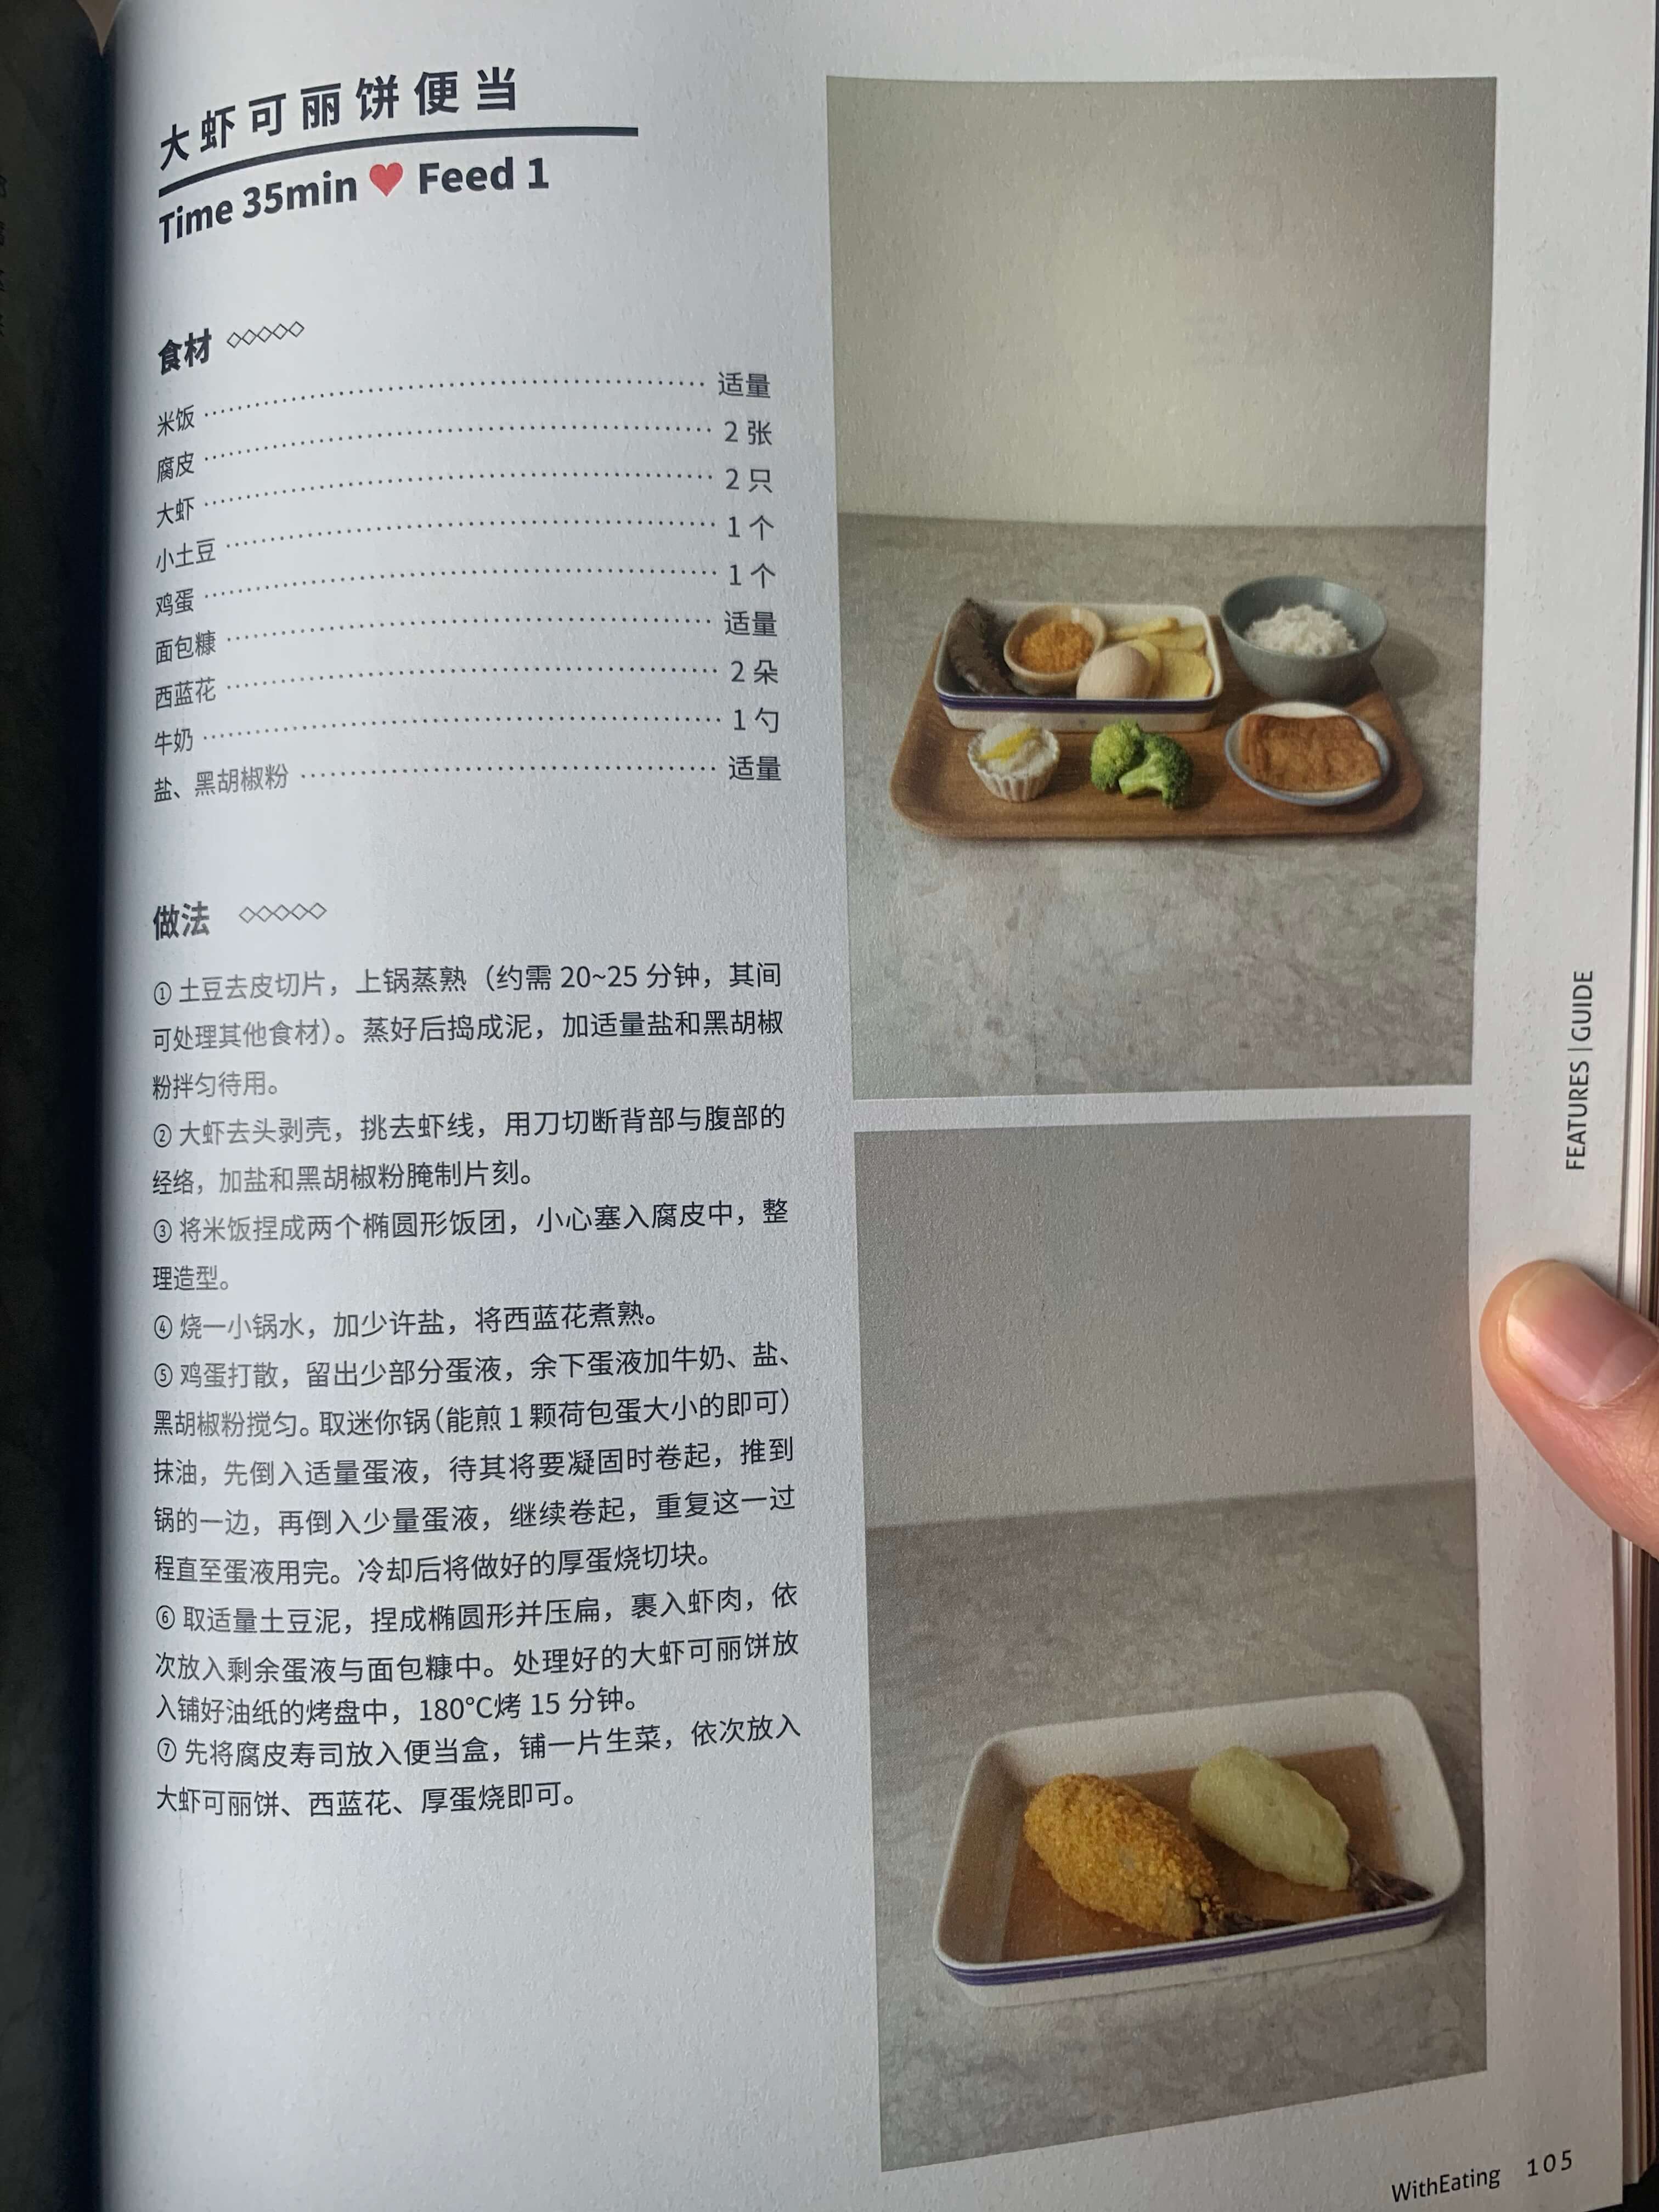 大虾可丽饼便当
Time 35min ♥ Feed 1
食材 ◇◇◇◇◇
米饭 ………… 适量
腐皮 ………… 2 张
大虾 ………… 2 只
小土豆 ………… 1 个
鸡蛋 ………… 1 个
面包糠 ………… 适量
西蓝花 ………… 2 朵
牛奶 ………… 1 勺
盐、黑胡椒粉 ………… 适量
做法 ◇◇◇◇◇
① 土豆去皮切片，上锅蒸熟（约需 20~25 分钟，其间
可处理其他食材）。蒸好后捣成泥，加适量盐和黑胡椒
粉拌匀待用。
② 大虾去头剥壳，挑去虾线，用刀切断背部与腹部的
经络，加盐和黑胡椒粉腌制片刻。
③ 将米饭捏成两个椭圆形饭团，小心塞入腐皮中，整
理造型。
④ 烧一小锅水，加少许盐，将西蓝花煮熟。
⑤ 鸡蛋打散，留出少部分蛋液，余下蛋液加牛奶、盐、
黑胡椒粉搅匀。取迷你锅（能煎 1 颗荷包蛋大小的即可）
抹油，先倒入适量蛋液，待其将要凝固时卷起，推到
锅的一边，再倒入少量蛋液，继续卷起，重复这一过
程直至蛋液用完。冷却后将做好的厚蛋烧切块。
⑥ 取适量土豆泥，捏成椭圆形并压扁，裹入虾肉，依
次放入剩余蛋液与面包糠中。处理好的大虾可丽饼放
入铺好油纸的烤盘中，180℃烤 15 分钟。
⑦ 先将腐皮寿司放入便当盒，铺一片生菜，依次放入
大虾可丽饼、西蓝花、厚蛋烧即可。
FEATURES | GUIDE
WithEating 105